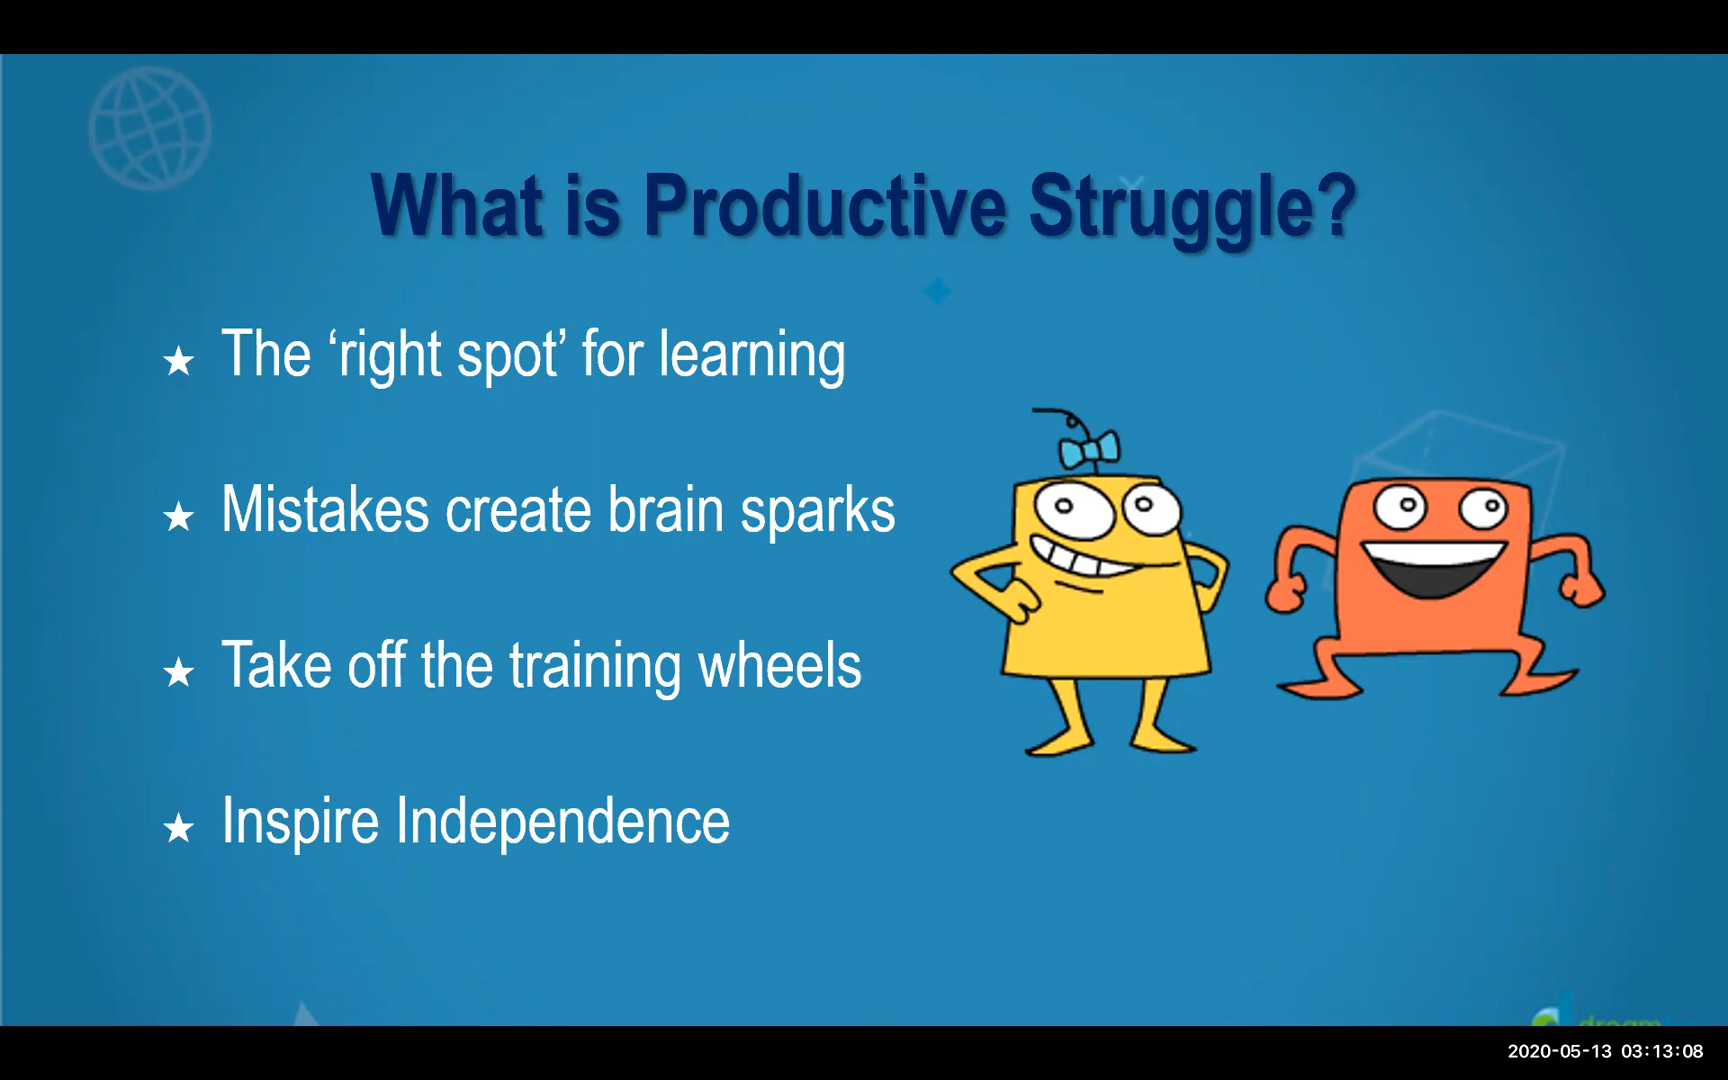 What is Productive Struggle?
★ The ‘right spot’ for learning
★ Mistakes create brain sparks
★ Take off the training wheels
★ Inspire Independence
2020-05-13 03:13:08